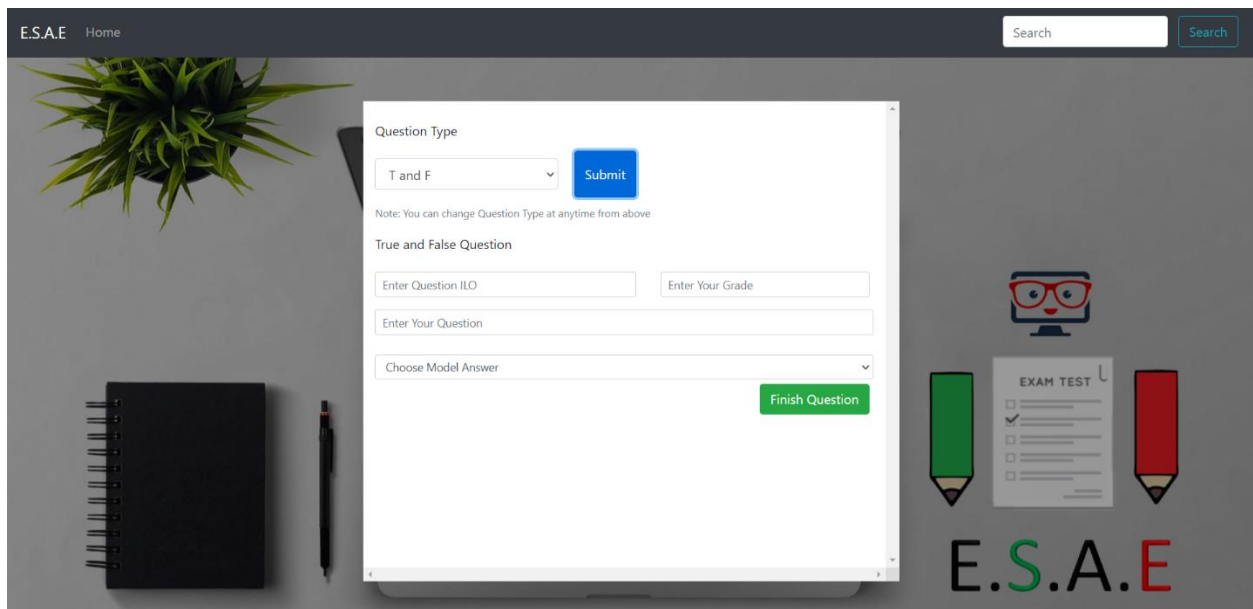 E.S.A.E Home Search Search
Question Type
T and F Submit
Note: You can change Question Type at anytime from above
True and False Question
Enter Question ILO Enter Your Grade
Enter Your Question
Choose Model Answer
Finish Question
EXAM TEST
E.S.A.E